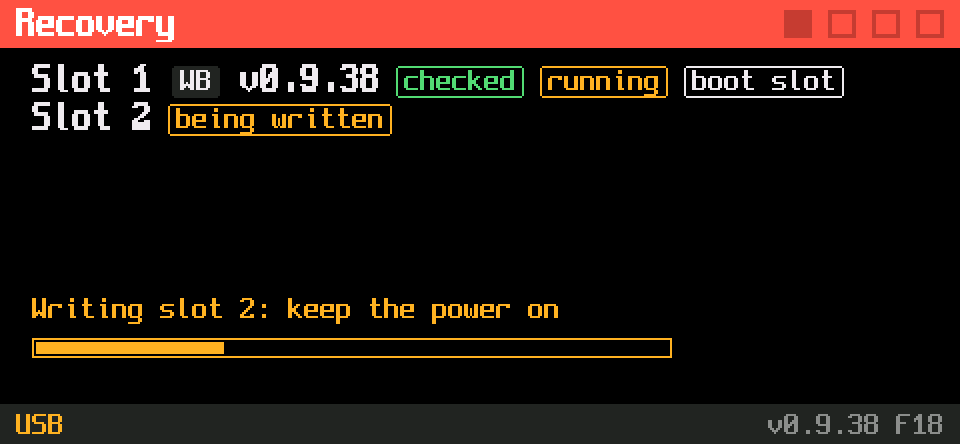 Recovery
Slot 1 WB v0.9.38 checked running boot slot
Slot 2 being written
Writing slot 2: keep the power on
USB v0.9.38 F18